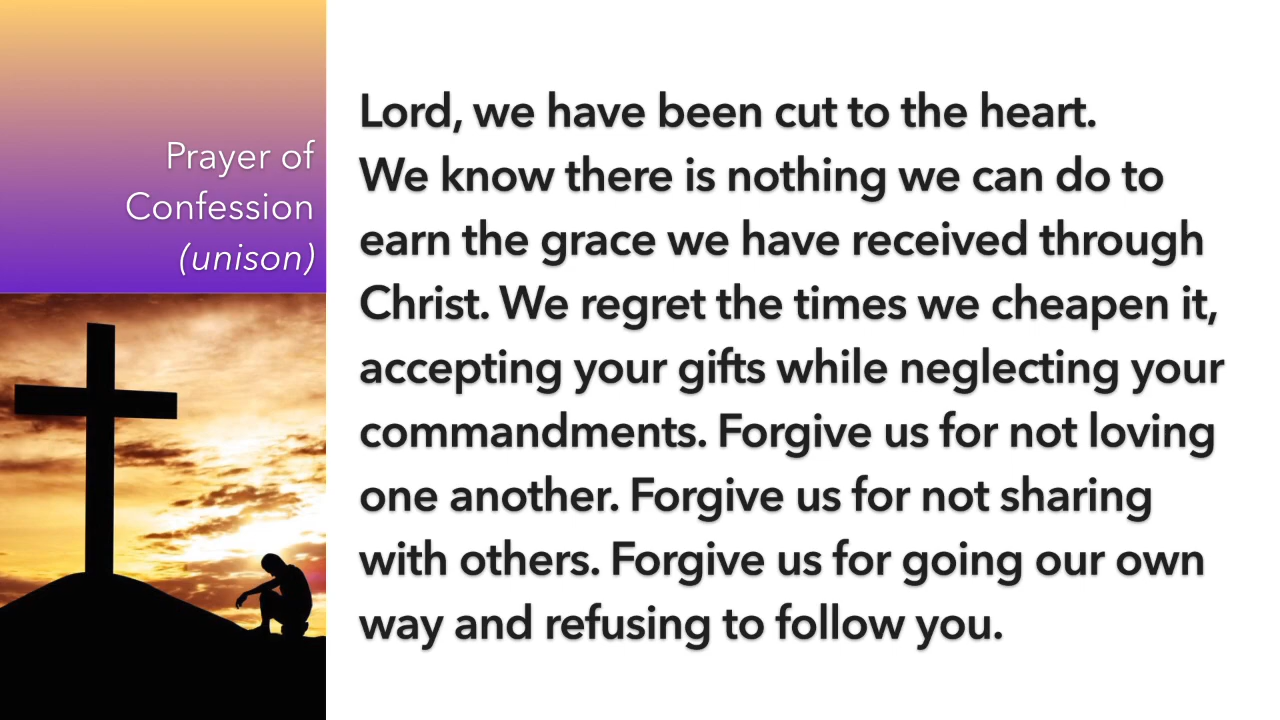 Prayer of
Confession
(unison)
Lord, we have been cut to the heart.
We know there is nothing we can do to
earn the grace we have received through
Christ. We regret the times we cheapen it,
accepting your gifts while neglecting your
commandments. Forgive us for not loving
one another. Forgive us for not sharing
with others. Forgive us for going our own
way and refusing to follow you.